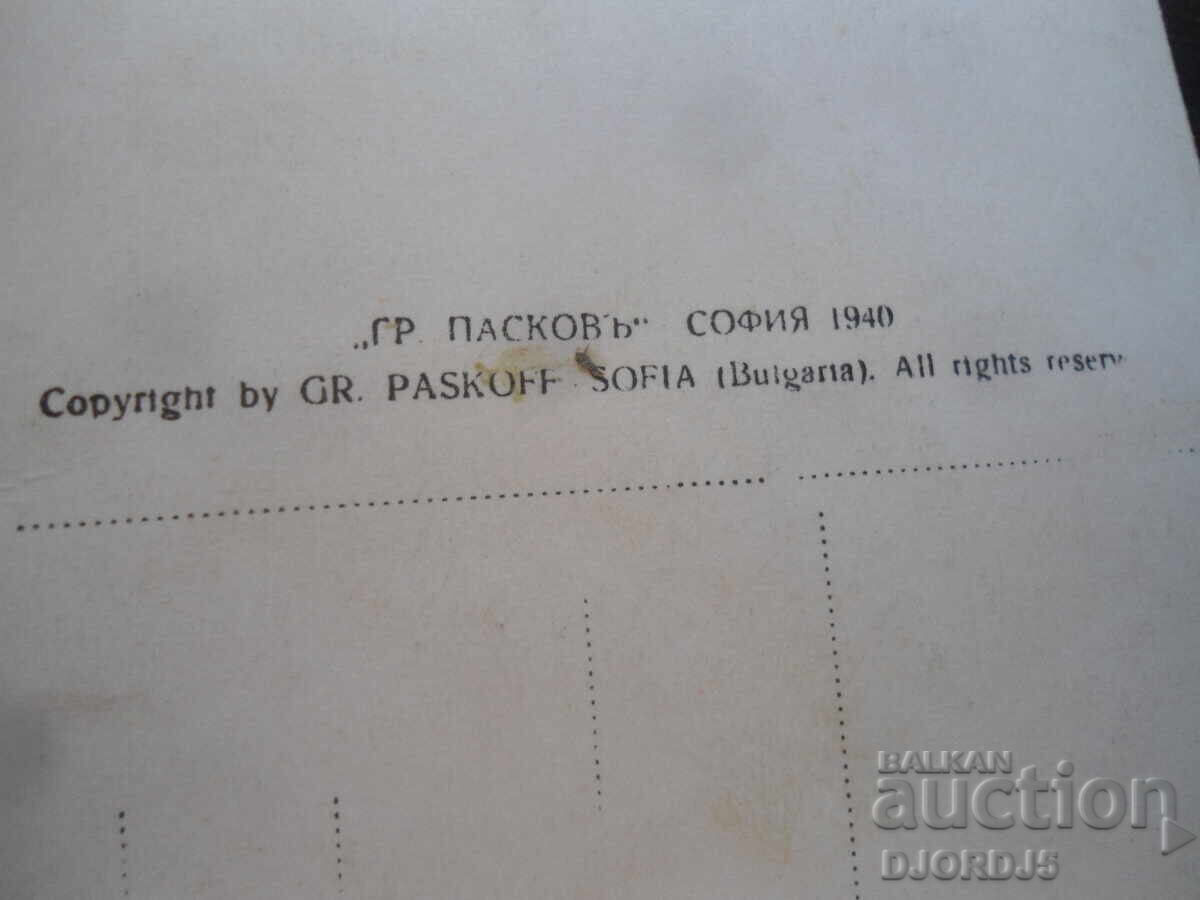 „ГР. ПАСКОВЪ“ СОФИЯ 1940
Copyright by GR. PASKOFF SOFIA (Bulgaria). All rights reserv
BALKAN
auction
DJORDJ5